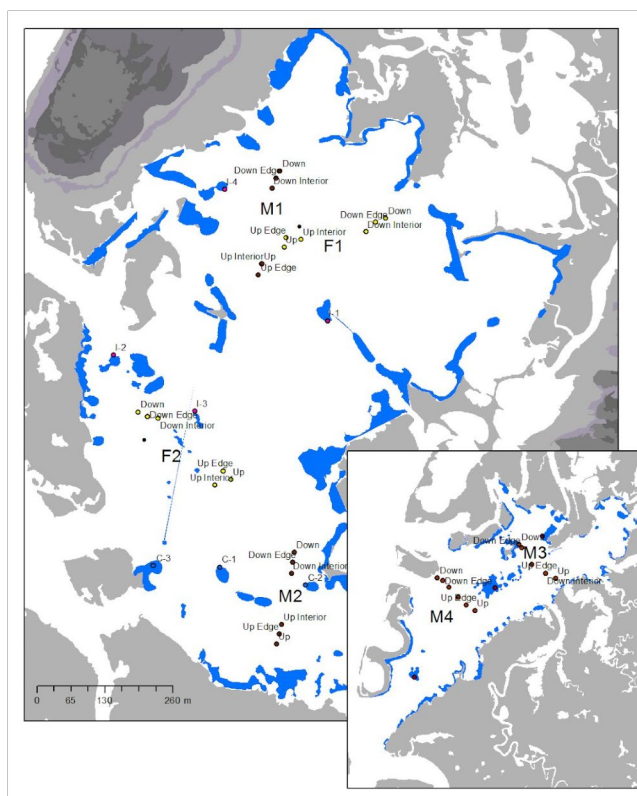 Down
Down Edge
Down Interior
I-4
M1
Down
Down Edge
Down Interior
Up Edge
Up Interior
Up
F1
Up Interior
Up
Up Edge
I-1
I-2
I-3
Down
Down Edge
Down Interior
F2
Up Edge
Up
Up Interior
Down
Down Edge
Down Interior
C-3
C-1
C-2
M2
Up Interior
Up Edge
Up
Down Edge
M3
Up Edge
Up
Down Interior
Down
Down Edge
M4
Up Edge
Up
0 65 130 260 m